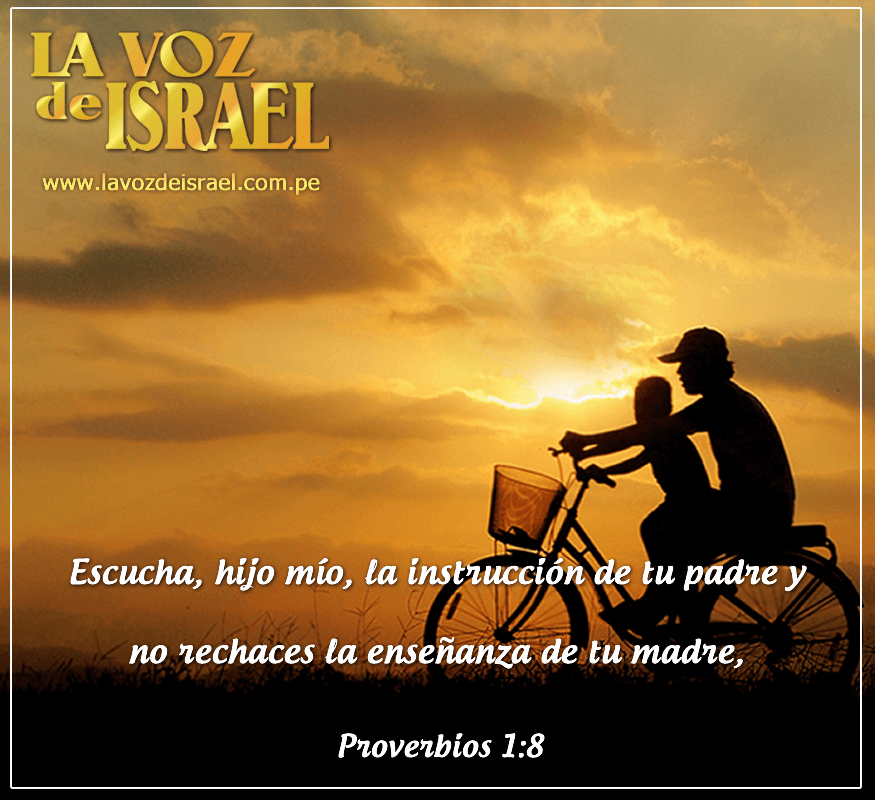 LA VOZ
de ISRAEL
www.lavozdeisrael.com.pe
Escucha, hijo mío, la instrucción de tu padre y
no rechaces la enseñanza de tu madre,
Proverbios 1:8